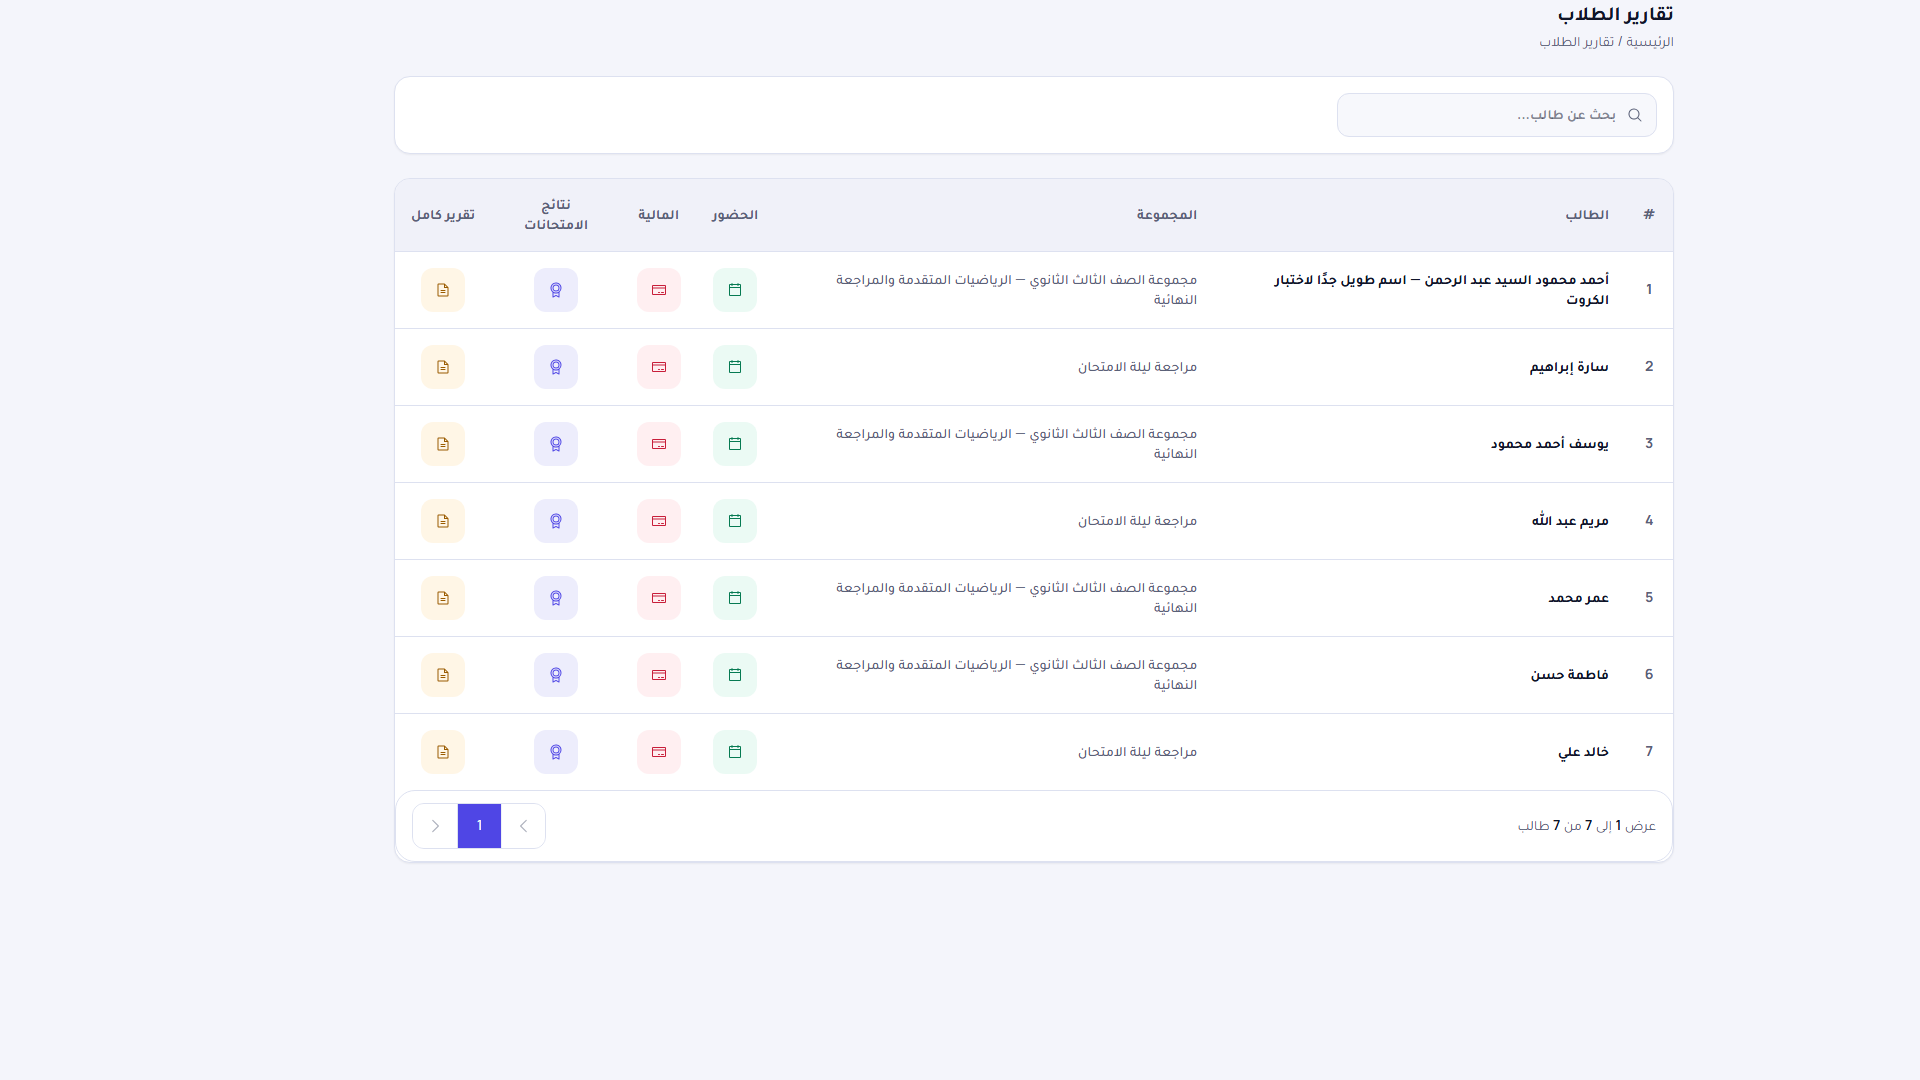 تقارير الطلاب
الرئيسية / تقارير الطلاب
بحث عن طالب...
# الطالب المجموعة الحضور المالية نتائج الامتحانات تقرير كامل
1 أحمد محمود السيد عبد الرحمن — اسم طويل جدًا لاختبار الكروت مجموعة الصف الثالث الثانوي — الرياضيات المتقدمة والمراجعة النهائية
2 سارة إبراهيم مراجعة ليلة الامتحان
3 يوسف أحمد محمود مجموعة الصف الثالث الثانوي — الرياضيات المتقدمة والمراجعة النهائية
4 مريم عبد الله مراجعة ليلة الامتحان
5 عمر محمد مجموعة الصف الثالث الثانوي — الرياضيات المتقدمة والمراجعة النهائية
6 فاطمة حسن مجموعة الصف الثالث الثانوي — الرياضيات المتقدمة والمراجعة النهائية
7 خالد علي مراجعة ليلة الامتحان
عرض 1 إلى 7 من 7 طالب
1